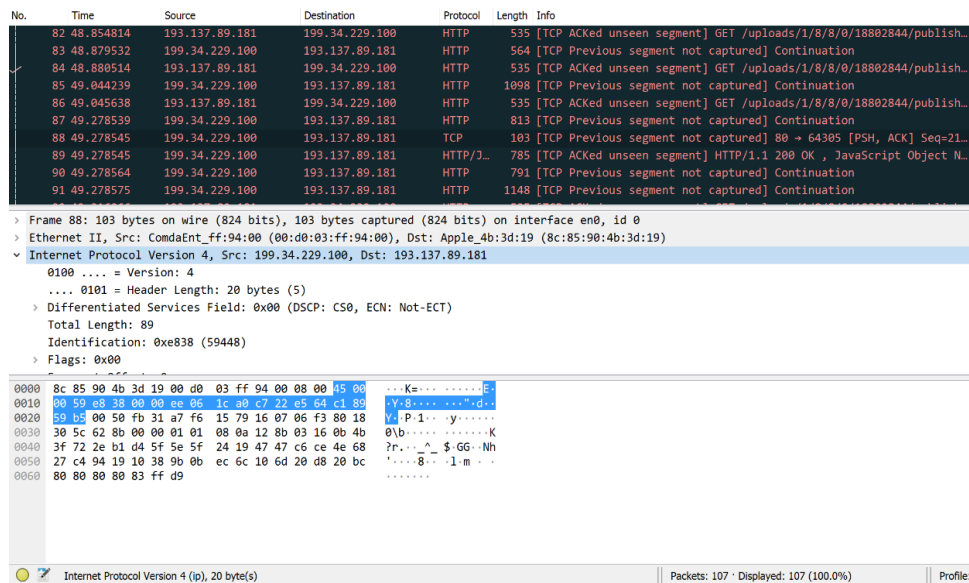 No. Time Source Destination Protocol Length Info
82 48.854814 193.137.89.181 199.34.229.100 HTTP 535 [TCP ACKed unseen segment] GET /uploads/1/8/8/0/18802844/publish…
83 48.879532 193.137.89.181 199.34.229.100 HTTP 564 [TCP Previous segment not captured] Continuation
84 48.880514 193.137.89.181 199.34.229.100 HTTP 535 [TCP ACKed unseen segment] GET /uploads/1/8/8/0/18802844/publish…
85 49.044239 199.34.229.100 193.137.89.181 HTTP 1098 [TCP Previous segment not captured] Continuation
86 49.045638 193.137.89.181 199.34.229.100 HTTP 535 [TCP ACKed unseen segment] GET /uploads/1/8/8/0/18802844/publish…
87 49.278539 199.34.229.100 193.137.89.181 HTTP 813 [TCP Previous segment not captured] Continuation
88 49.278545 199.34.229.100 193.137.89.181 TCP 103 [TCP Previous segment not captured] 80 → 64305 [PSH, ACK] Seq=21…
89 49.278545 199.34.229.100 193.137.89.181 HTTP/J… 785 [TCP ACKed unseen segment] HTTP/1.1 200 OK , JavaScript Object N…
90 49.278564 199.34.229.100 193.137.89.181 HTTP 791 [TCP Previous segment not captured] Continuation
91 49.278575 199.34.229.100 193.137.89.181 HTTP 1148 [TCP Previous segment not captured] Continuation
> Frame 88: 103 bytes on wire (824 bits), 103 bytes captured (824 bits) on interface en0, id 0
> Ethernet II, Src: ComdaEnt_ff:94:00 (00:d0:03:ff:94:00), Dst: Apple_4b:3d:19 (8c:85:90:4b:3d:19)
Internet Protocol Version 4, Src: 199.34.229.100, Dst: 193.137.89.181
0100 .... = Version: 4
.... 0101 = Header Length: 20 bytes (5)
> Differentiated Services Field: 0x00 (DSCP: CS0, ECN: Not-ECT)
Total Length: 89
Identification: 0xe838 (59448)
> Flags: 0x00
0000 8c 85 90 4b 3d 19 00 d0 03 ff 94 00 08 00 45 00 ···K=··· ······E·
0010 00 59 e8 38 00 00 ee 06 1c a0 c7 22 e5 64 c1 89 ·Y·8···· ···"·d··
0020 59 b5 00 50 fb 31 a7 f6 15 79 16 07 06 f3 80 18 Y··P·1·· ·y······
0030 30 5c 62 8b 00 00 01 01 08 0a 12 8b 03 16 0b 4b 0\b····· ·······K
0040 3f 72 2e b1 d4 5f 5e 5f 24 19 47 47 c6 ce 4e 68 ?r.··_^_ $·GG··Nh
0050 27 c4 94 19 10 38 9b 0b ec 6c 10 6d 20 d8 20 bc '····8·· ·l·m · ·
0060 80 80 80 80 83 ff d9 ·······
Internet Protocol Version 4 (ip), 20 byte(s) Packets: 107 · Displayed: 107 (100.0%) Profile: